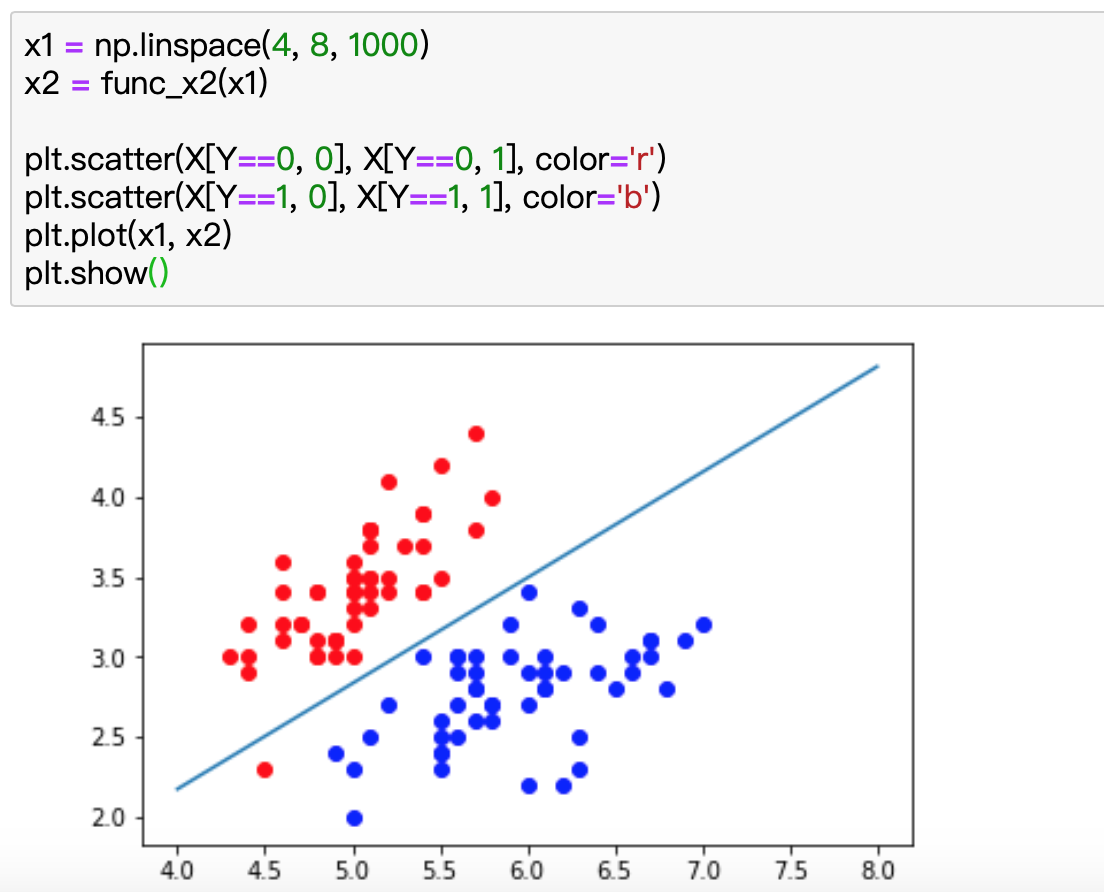 x1 = np.linspace(4, 8, 1000)
x2 = func_x2(x1)
plt.scatter(X[Y==0, 0], X[Y==0, 1], color='r')
plt.scatter(X[Y==1, 0], X[Y==1, 1], color='b')
plt.plot(x1, x2)
plt.show()
4.5
4.0
3.5
3.0
2.5
2.0
4.0 4.5 5.0 5.5 6.0 6.5 7.0 7.5 8.0